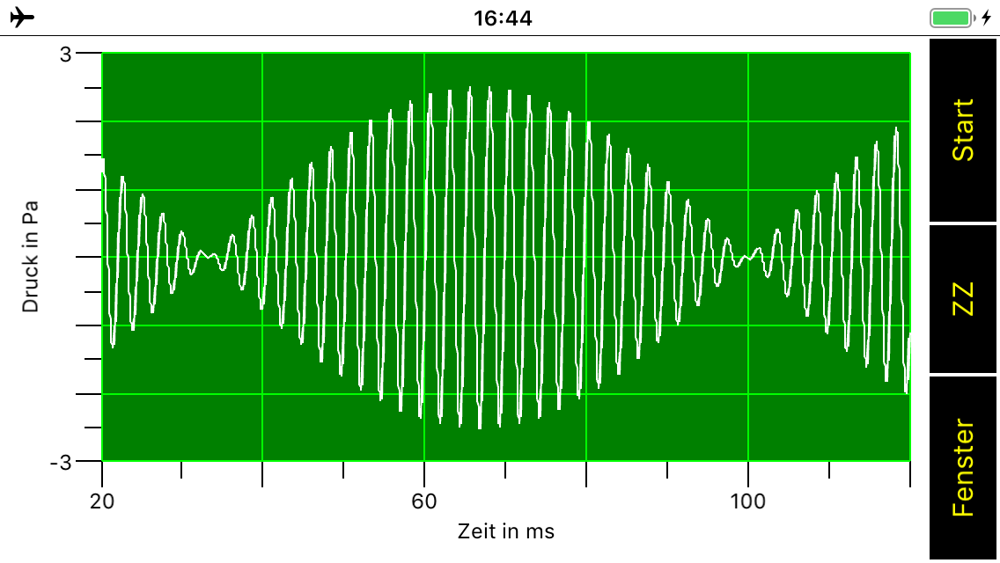 16:44
3
Druck in Pa
-3
20
60
100
Zeit in ms
Start
ZZ
Fenster